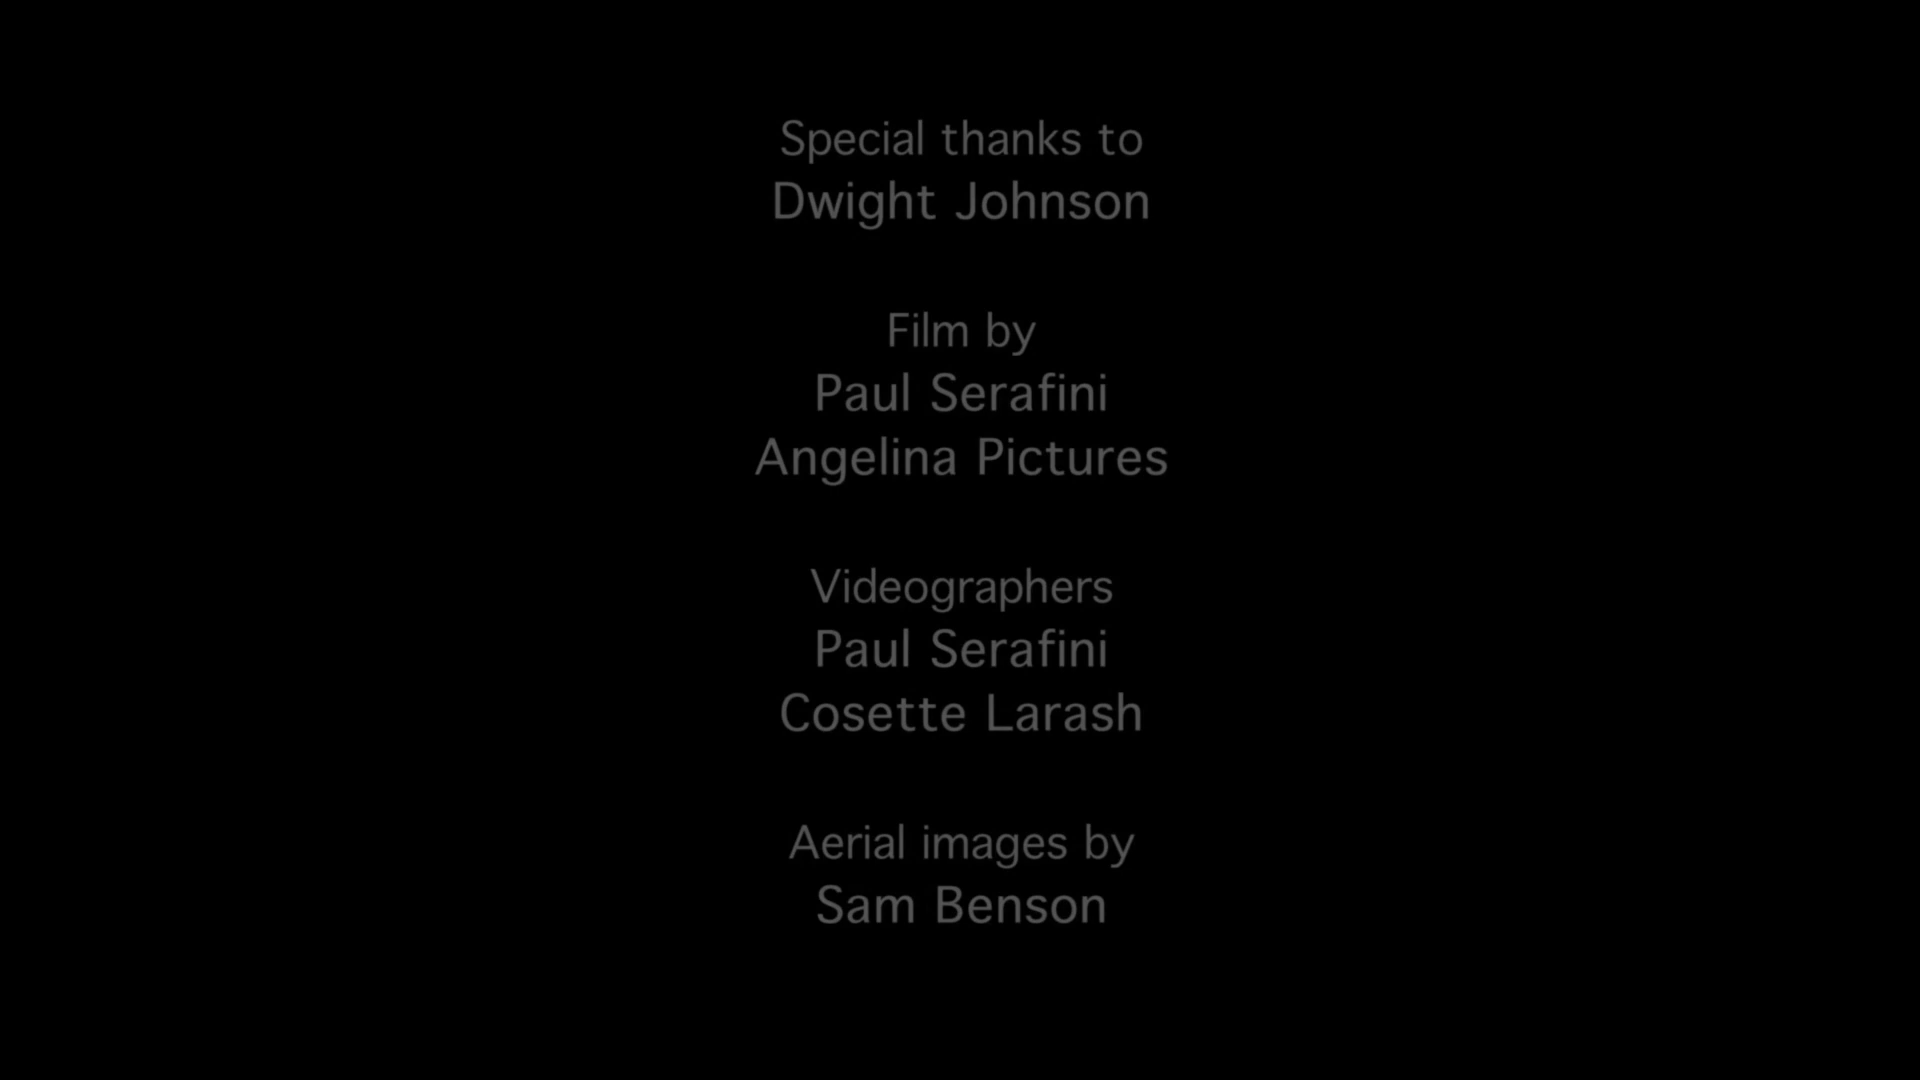 Special thanks to
Dwight Johnson
Film by
Paul Serafini
Angelina Pictures
Videographers
Paul Serafini
Cosette Larash
Aerial images by
Sam Benson